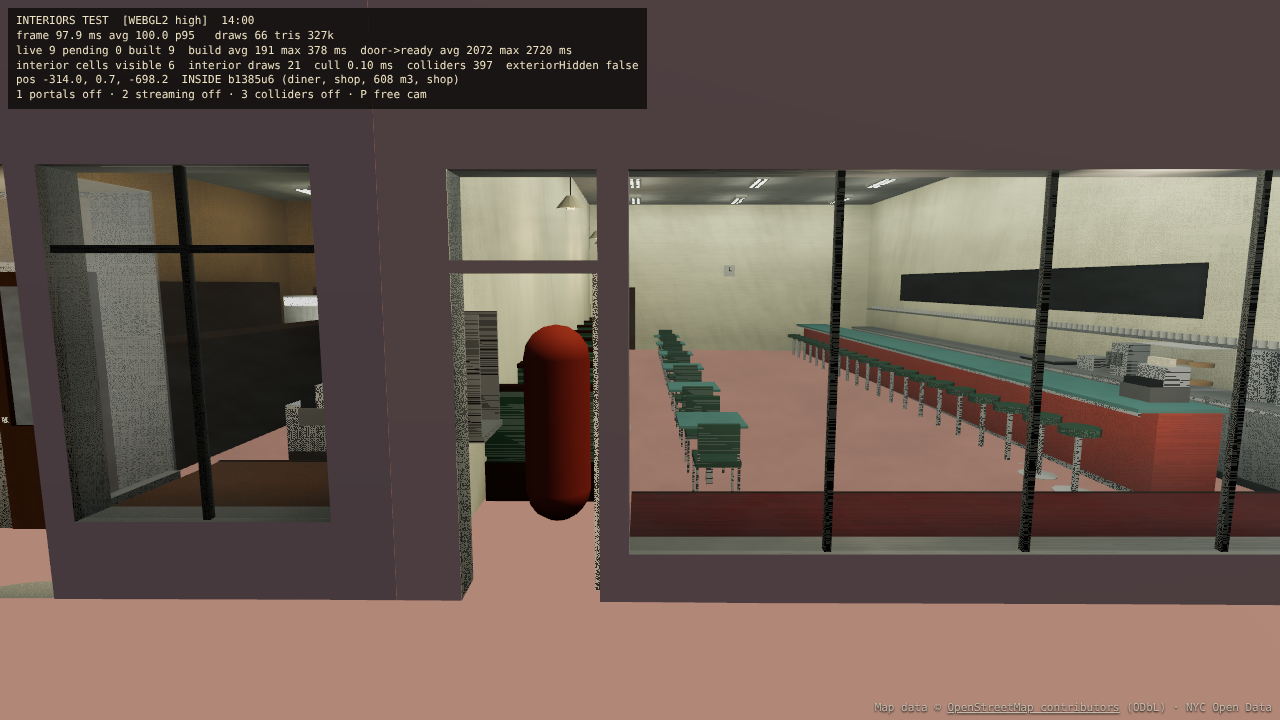 INTERIORS TEST [WEBGL2 high] 14:00
frame 97.9 ms avg 100.0 p95 draws 66 tris 327k
live 9 pending 0 built 9 build avg 191 max 378 ms door->ready avg 2072 max 2720 ms
interior cells visible 6 interior draws 21 cull 0.10 ms colliders 397 exteriorHidden false
pos -314.0, 0.7, -698.2 INSIDE b1385u6 (diner, shop, 608 m3, shop)
1 portals off · 2 streaming off · 3 colliders off · P free cam
Map data © OpenStreetMap contributors (ODbL) · NYC Open Data